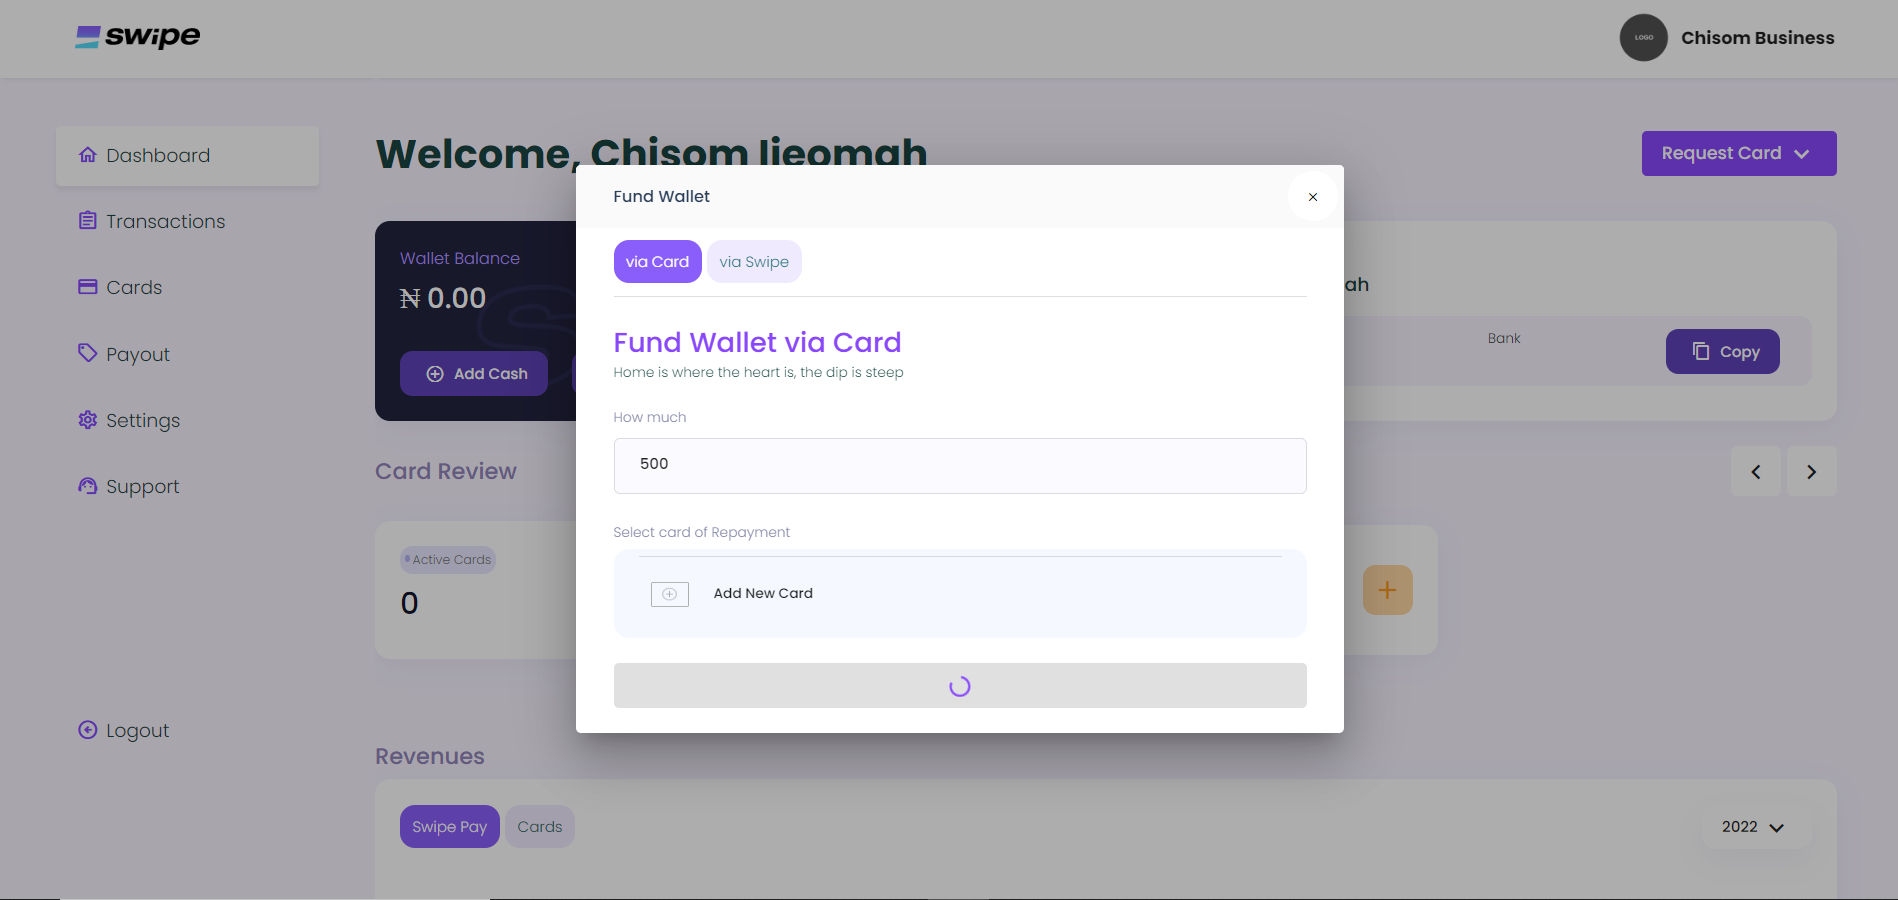 swipe
LOGO
Chisom Business
Dashboard
Transactions
Cards
Payout
Settings
Support
Logout
Welcome, Chisom Ijeomah
Request Card
Wallet Balance
₦ 0.00
Add Cash
ah
Bank
Copy
Card Review
Active Cards
0
Fund Wallet
via Card
via Swipe
Fund Wallet via Card
Home is where the heart is, the dip is steep
How much
500
Select card of Repayment
Add New Card
Revenues
Swipe Pay
Cards
2022